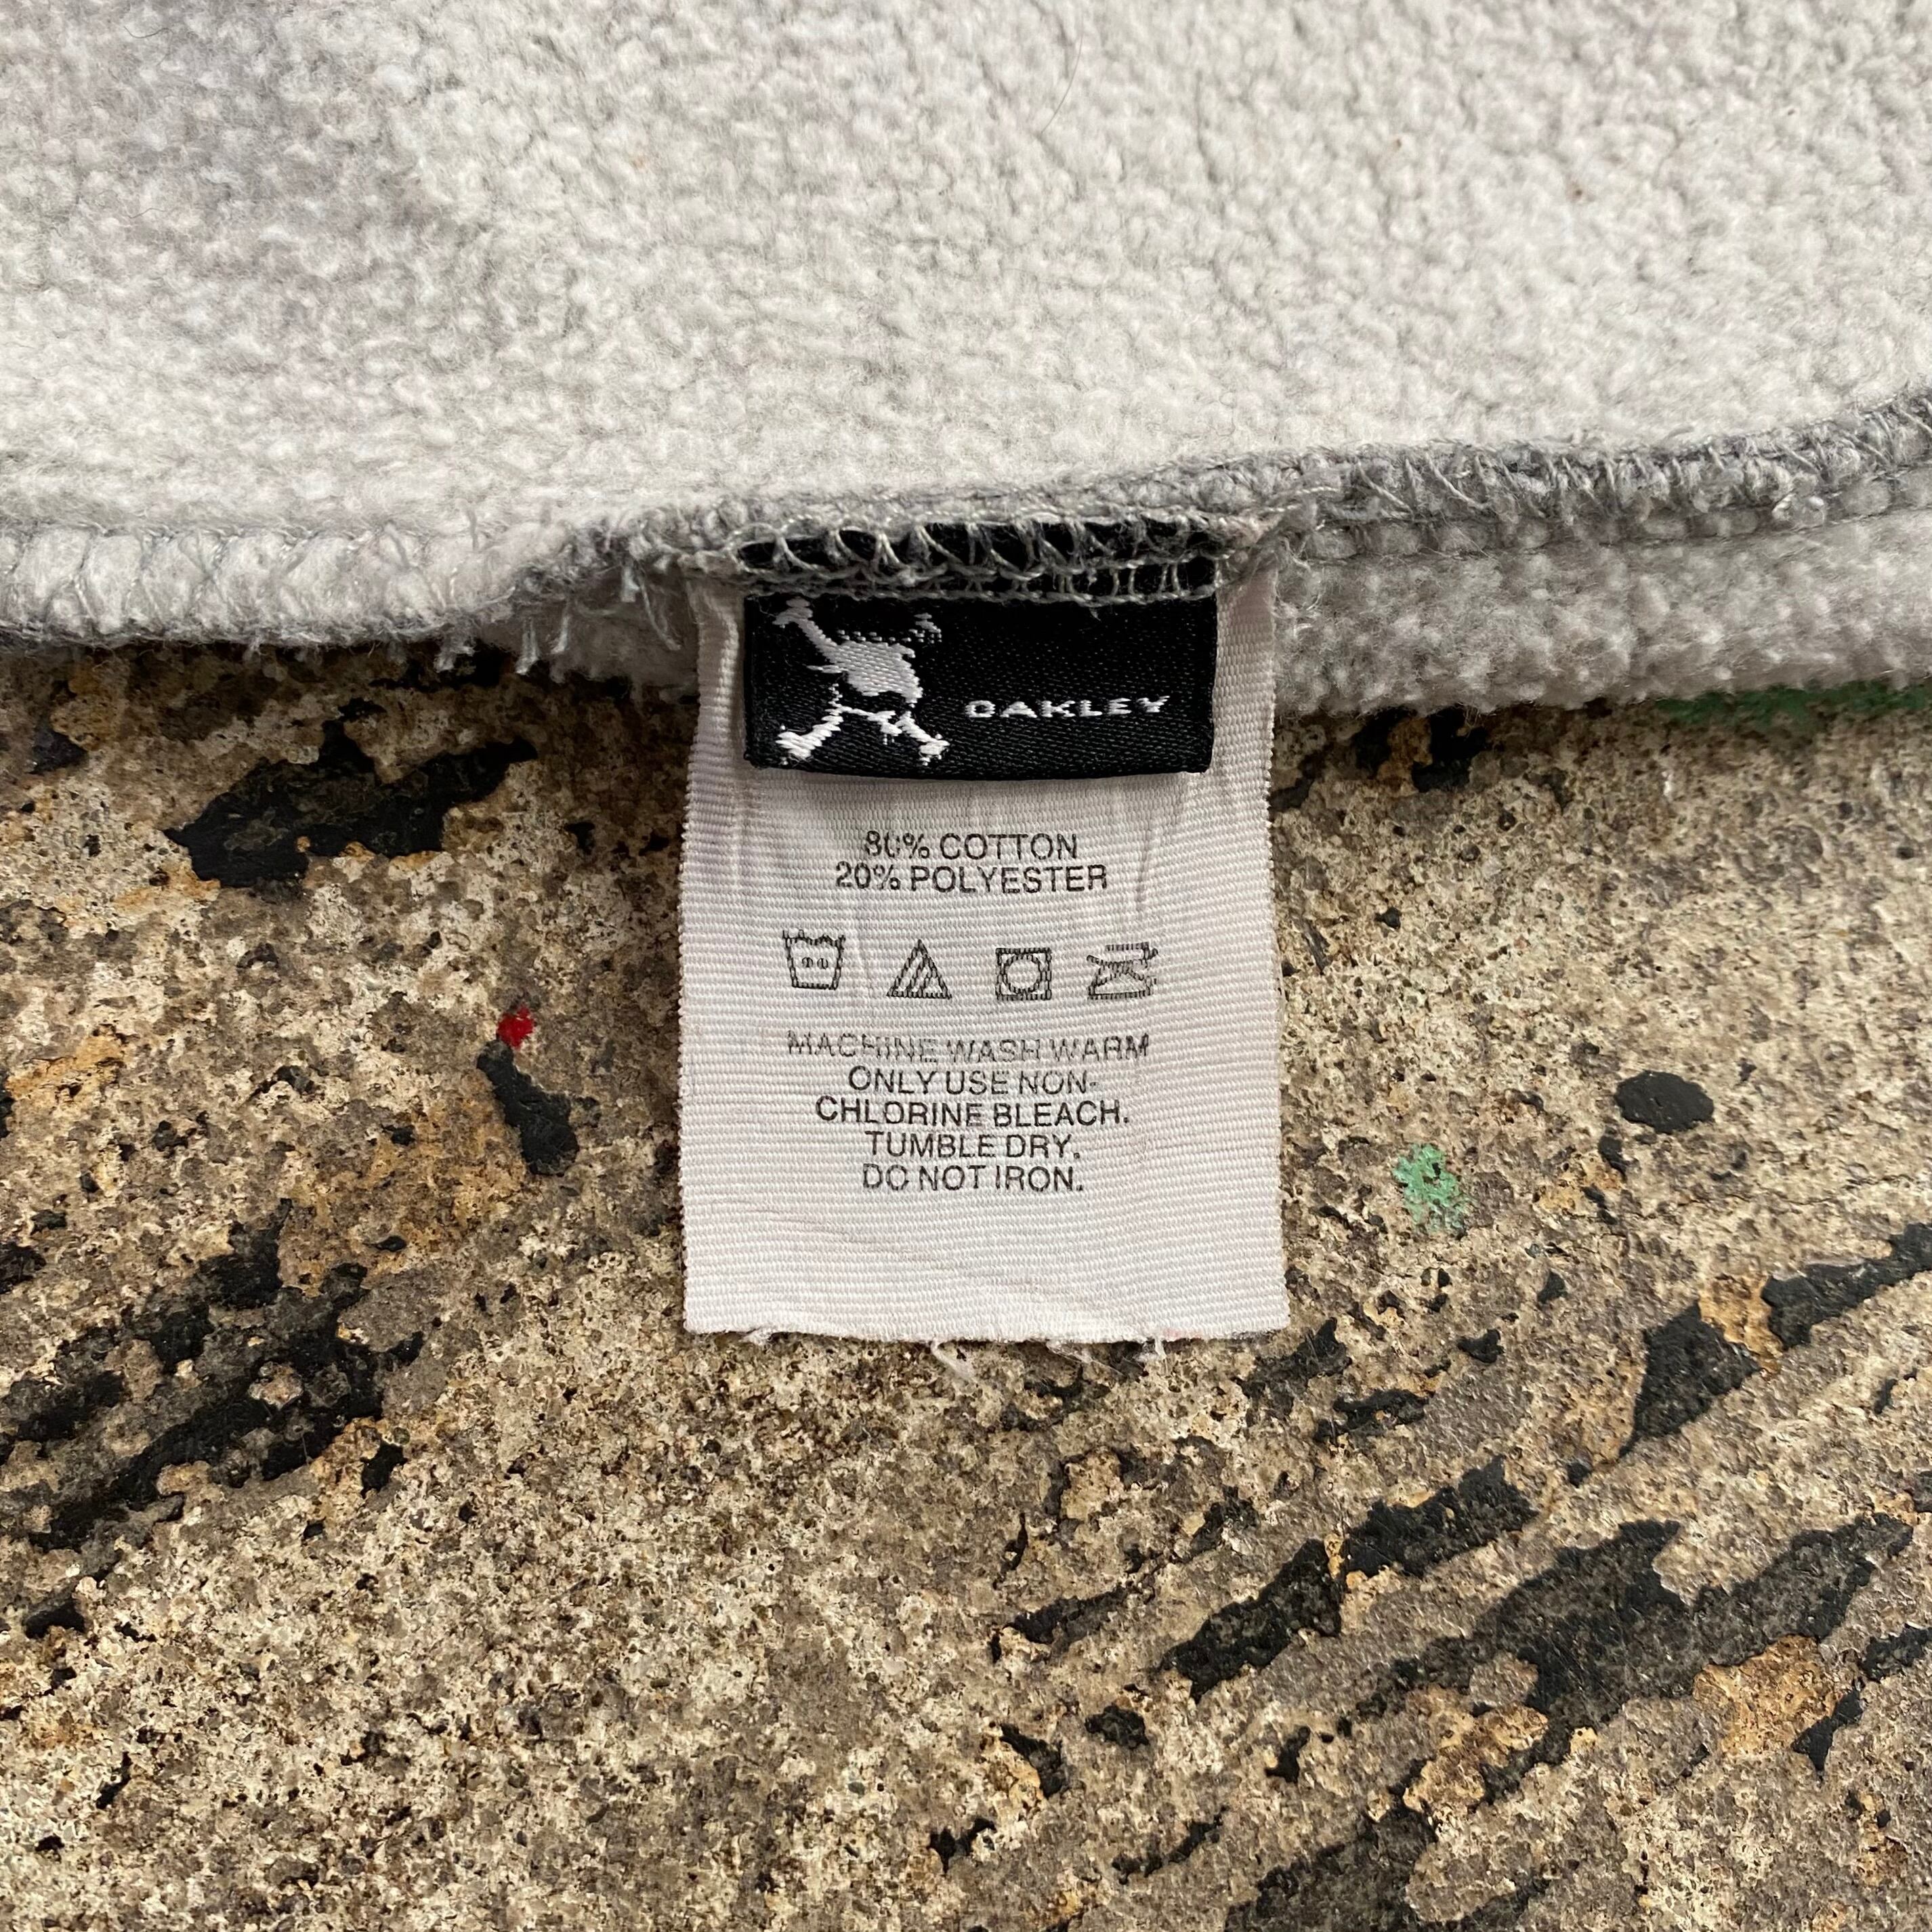 OAKLEY
80% COTTON
20% POLYESTER
MACHINE WASH WARM
ONLY USE NON-
CHLORINE BLEACH.
TUMBLE DRY.
DO NOT IRON.